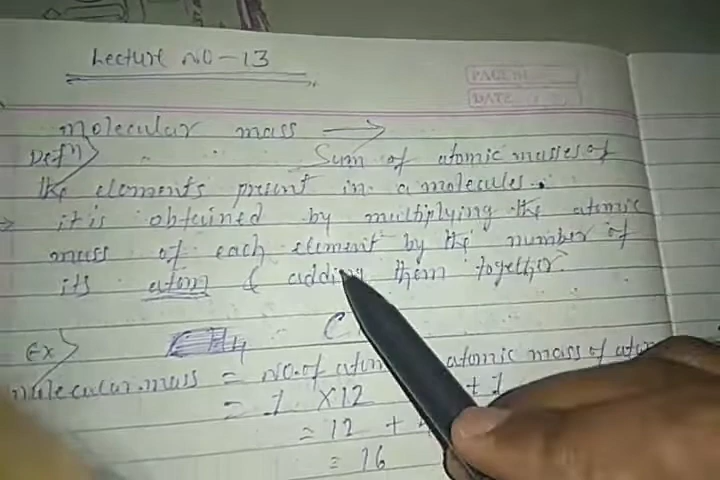 Lecture NO - 13
PAGE NO
DATE
Molecular mass →
Defn) Sum of atomic masses of
the elements present in a molecules.
→ it is obtained by multiplying the atomic
mass of each element by the number of
its atom & adding them together.
Ex) C
molecular mass = NO. of atom atomic mass of atom
= 1 × 12 + 1
= 12 +
= 16